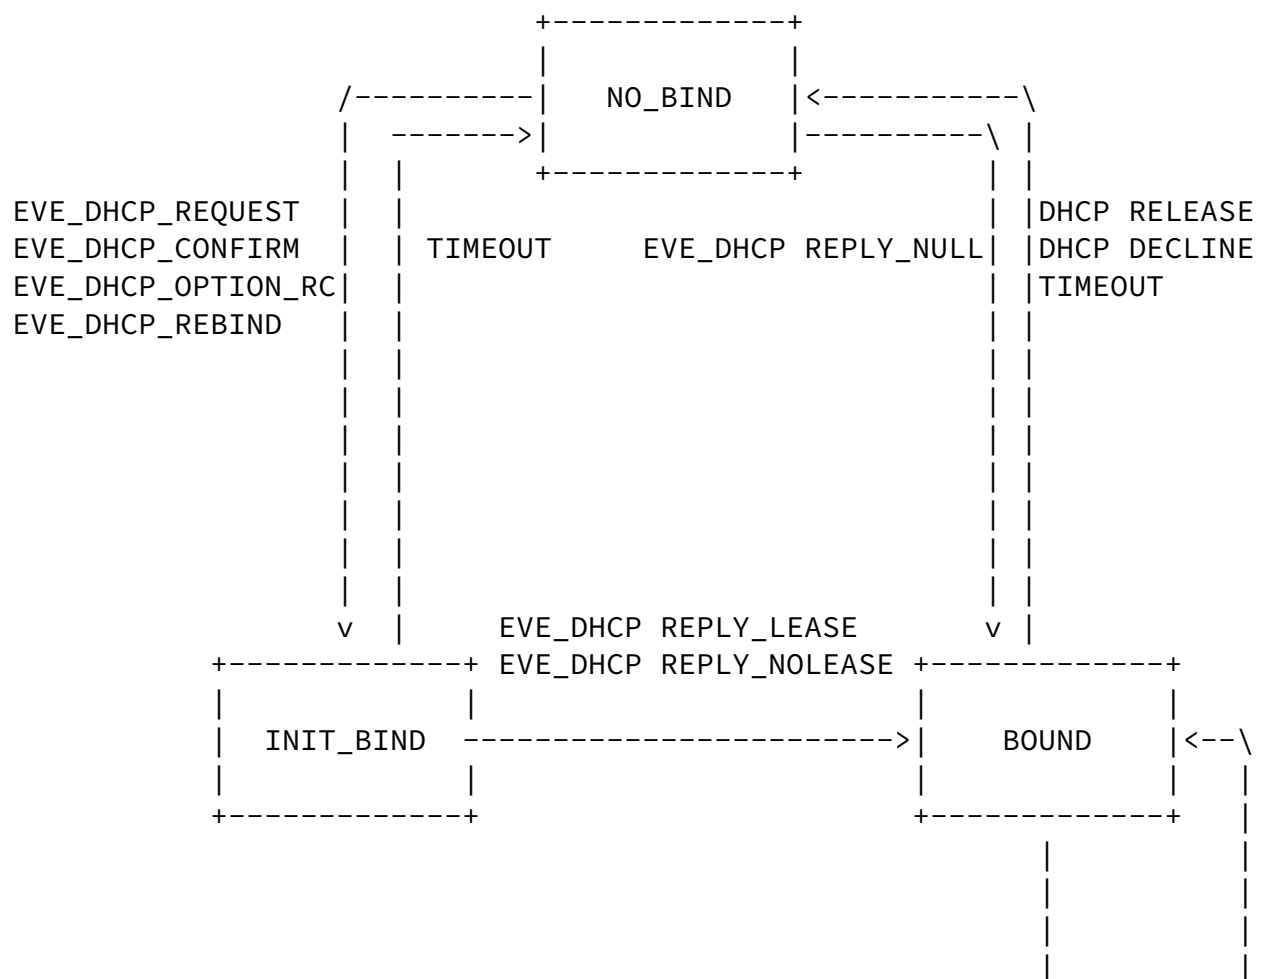 NO_BIND
EVE_DHCP_REQUEST |DHCP RELEASE
EVE_DHCP_CONFIRM TIMEOUT EVE_DHCP REPLY_NULL |DHCP DECLINE
EVE_DHCP_OPTION_RC |TIMEOUT
EVE_DHCP_REBIND
v EVE_DHCP REPLY_LEASE v
EVE_DHCP REPLY_NOLEASE
INIT_BIND BOUND